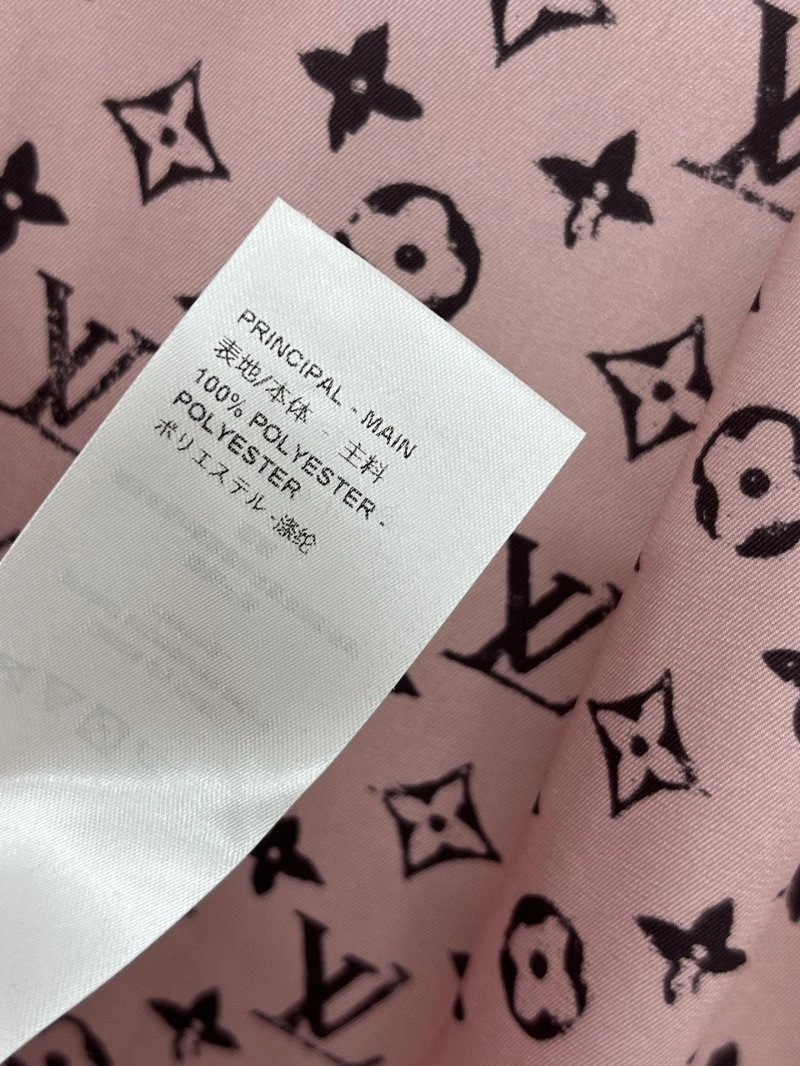 PRINCIPAL - MAIN
表地/本体 - 主料
100% POLYESTER -
POLYESTER
ポリエステル -涤纶